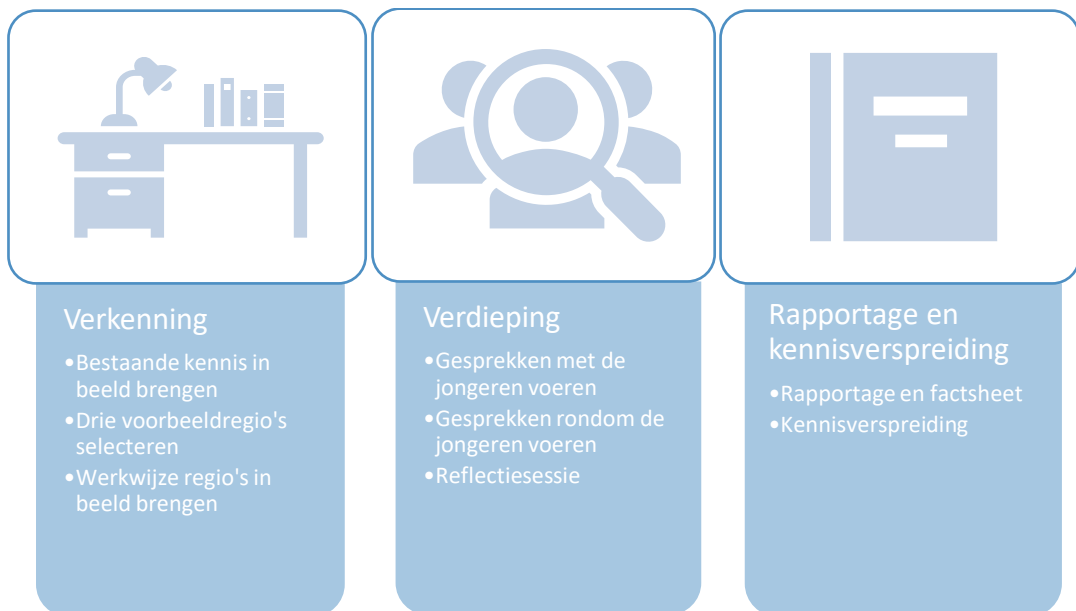 Verkenning
•Bestaande kennis in
beeld brengen
•Drie voorbeeldregio's
selecteren
•Werkwijze regio's in
beeld brengen
Verdieping
•Gesprekken met de
jongeren voeren
•Gesprekken rondom de
jongeren voeren
•Reflectiesessie
Rapportage en
kennisverspreiding
•Rapportage en factsheet
•Kennisverspreiding